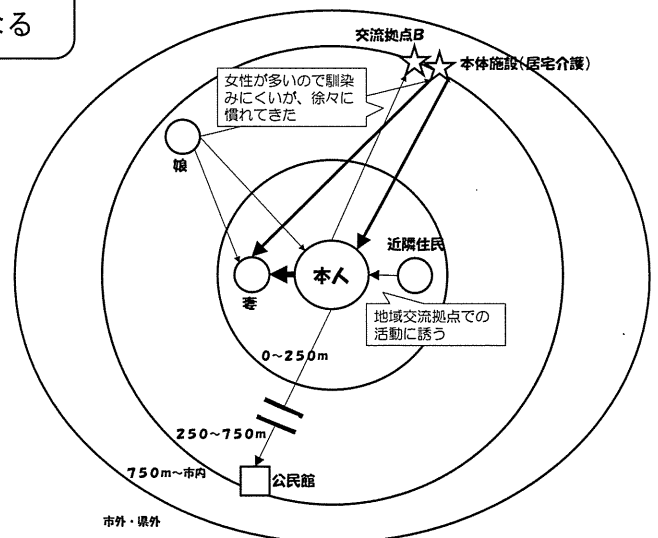 なる
交流拠点B
本体施設(居宅介護)
女性が多いので馴染
みにくいが、徐々に
慣れてきた
娘
近隣住民
本人
妻
地域交流拠点での
活動に誘う
0～250m
250～750m
750m～市内
公民館
市外・県外